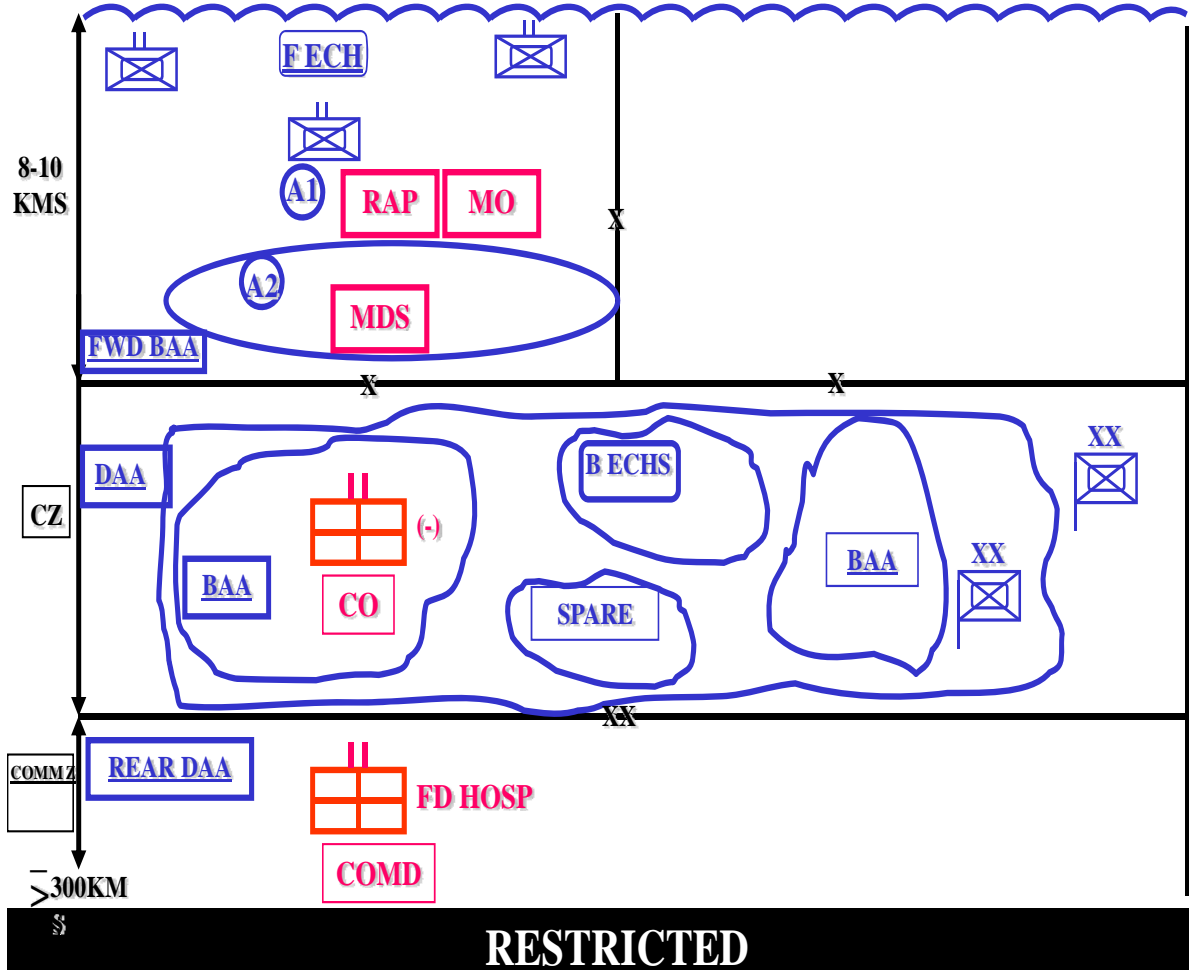 F ECH
8-10
KMS
A1
RAP
MO
X
A2
MDS
FWD BAA
X
X
DAA
B ECHS
XX
CZ
(-)
BAA
XX
BAA
CO
SPARE
XX
COMM Z
REAR DAA
FD HOSP
COMD
>300KM
S
RESTRICTED